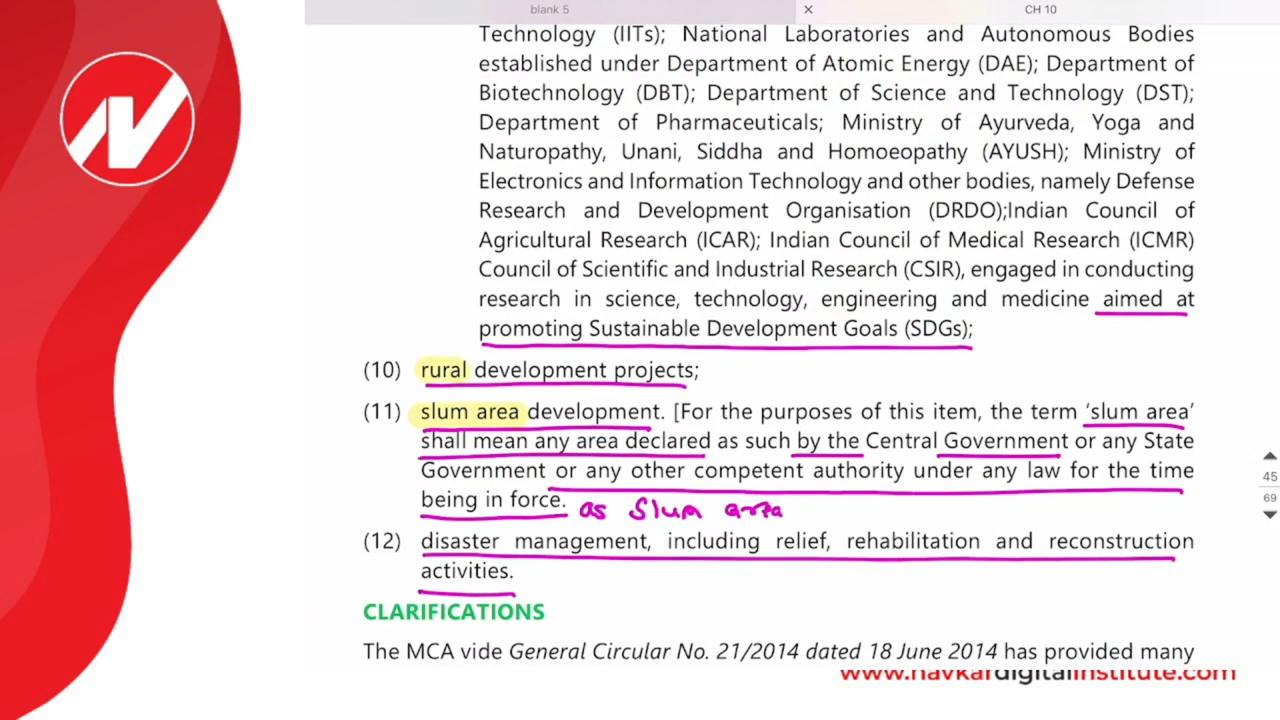 blank 5
CH 10
Technology (IITs); National Laboratories and Autonomous Bodies
established under Department of Atomic Energy (DAE); Department of
Biotechnology (DBT); Department of Science and Technology (DST);
Department of Pharmaceuticals; Ministry of Ayurveda, Yoga and
Naturopathy, Unani, Siddha and Homoeopathy (AYUSH); Ministry of
Electronics and Information Technology and other bodies, namely Defense
Research and Development Organisation (DRDO);Indian Council of
Agricultural Research (ICAR); Indian Council of Medical Research (ICMR)
Council of Scientific and Industrial Research (CSIR), engaged in conducting
research in science, technology, engineering and medicine aimed at
promoting Sustainable Development Goals (SDGs);
(10) rural development projects;
(11) slum area development. [For the purposes of this item, the term ‘slum area’
shall mean any area declared as such by the Central Government or any State
Government or any other competent authority under any law for the time
being in force. as slum area
(12) disaster management, including relief, rehabilitation and reconstruction
activities.
CLARIFICATIONS
The MCA vide General Circular No. 21/2014 dated 18 June 2014 has provided many
www.navkardigitalinstitute.com
45
69